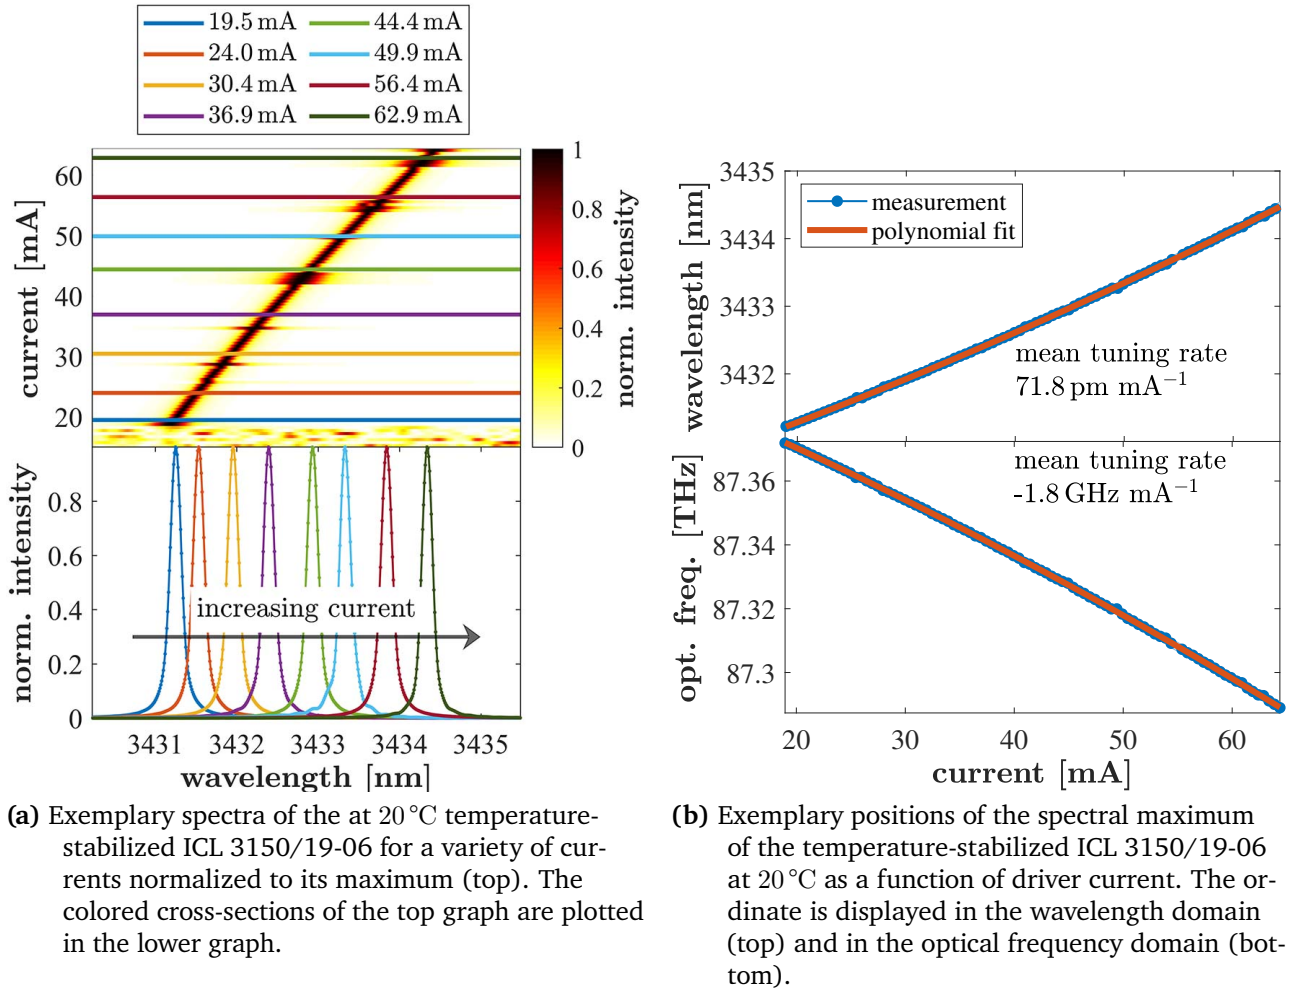 19.5 mA
24.0 mA
30.4 mA
36.9 mA
44.4 mA
49.9 mA
56.4 mA
62.9 mA
current [mA]
60
50
40
30
20
1
0.8
0.6
0.4
0.2
0
norm. intensity
norm. intensity
0.8
0.6
0.4
0.2
0
increasing current
3431
3432
3433
3434
3435
wavelength [nm]
(a) Exemplary spectra of the at 20 °C temperature-
stabilized ICL 3150/19-06 for a variety of cur-
rents normalized to its maximum (top). The
colored cross-sections of the top graph are plotted
in the lower graph.
wavelength [nm]
3435
3434
3433
3432
measurement
polynomial fit
mean tuning rate
71.8 pm mA⁻¹
opt. freq. [THz]
87.36
87.34
87.32
87.3
mean tuning rate
-1.8 GHz mA⁻¹
20
30
40
50
60
current [mA]
(b) Exemplary positions of the spectral maximum
of the temperature-stabilized ICL 3150/19-06
at 20 °C as a function of driver current. The or-
dinate is displayed in the wavelength domain
(top) and in the optical frequency domain (bot-
tom).